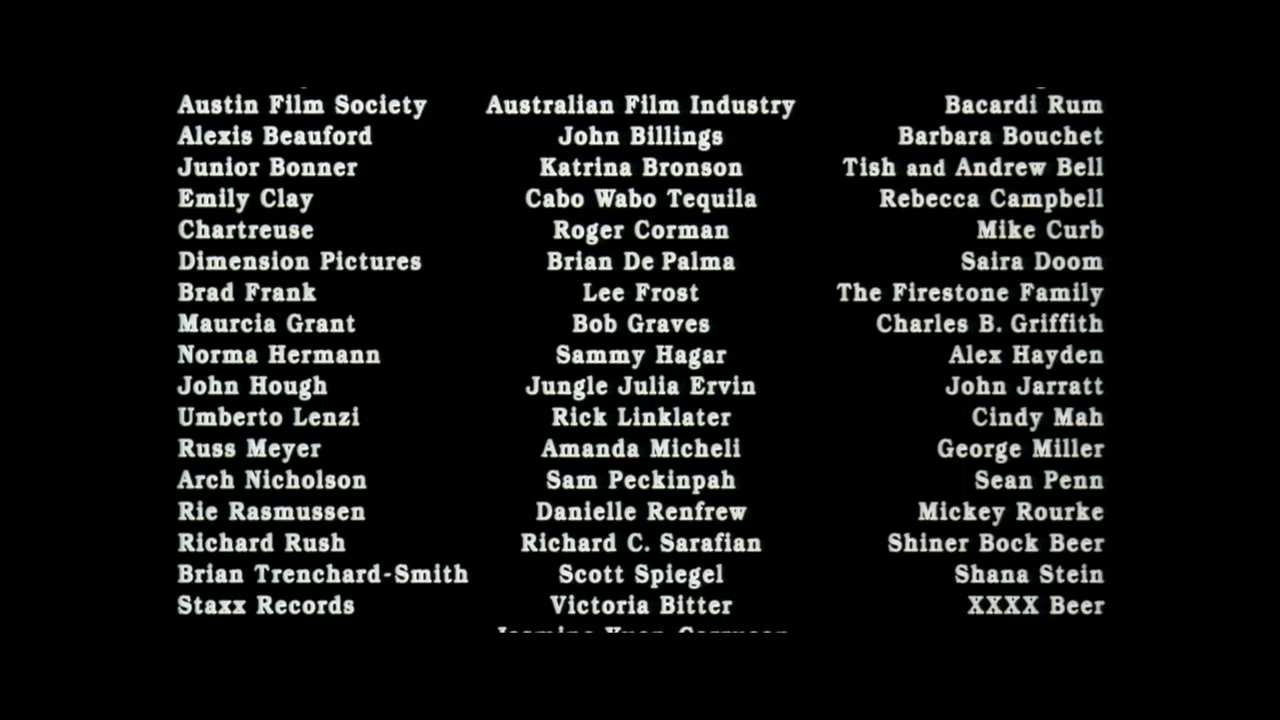 Austin Film Society Australian Film Industry Bacardi Rum
Alexis Beauford John Billings Barbara Bouchet
Junior Bonner Katrina Bronson Tish and Andrew Bell
Emily Clay Cabo Wabo Tequila Rebecca Campbell
Chartreuse Roger Corman Mike Curb
Dimension Pictures Brian De Palma Saira Doom
Brad Frank Lee Frost The Firestone Family
Maurcia Grant Bob Graves Charles B. Griffith
Norma Hermann Sammy Hagar Alex Hayden
John Hough Jungle Julia Ervin John Jarratt
Umberto Lenzi Rick Linklater Cindy Mah
Russ Meyer Amanda Micheli George Miller
Arch Nicholson Sam Peckinpah Sean Penn
Rie Rasmussen Danielle Renfrew Mickey Rourke
Richard Rush Richard C. Sarafian Shiner Bock Beer
Brian Trenchard-Smith Scott Spiegel Shana Stein
Staxx Records Victoria Bitter XXXX Beer